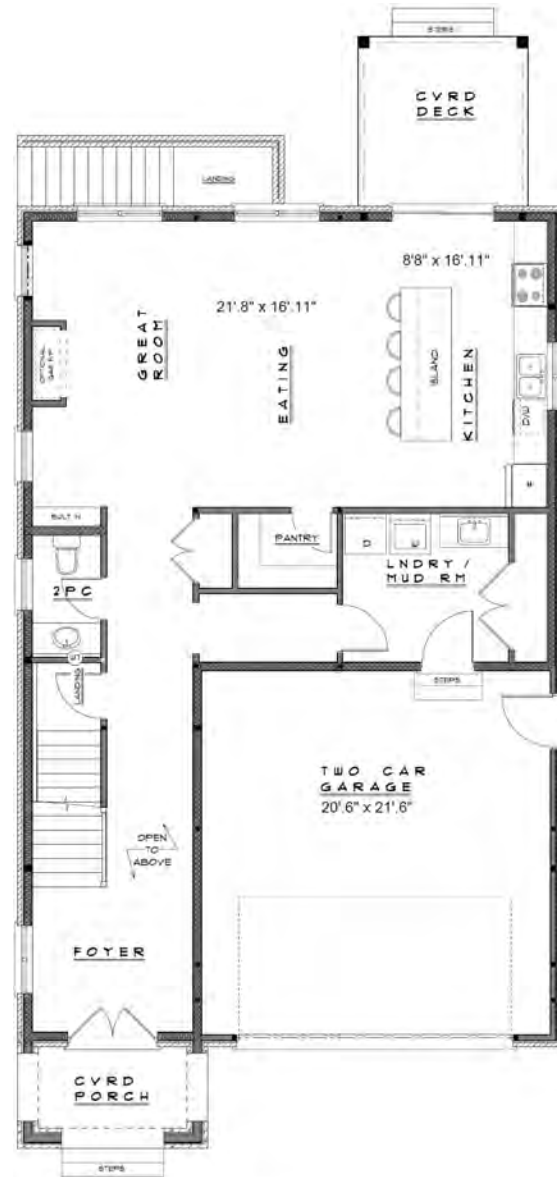 STEPS
CVRD
DECK
LANDING
8'8" x 16'.11"
21'.8" x 16'.11"
GREAT
ROOM
EATING
ISLAND
KITCHEN
OPTIONAL
GAS F.P.
D/W
BUILT IN
PANTRY
D
W
LNDRY /
MUD RM
2PC
LANDING
STEPS
TWO CAR
GARAGE
20'.6" x 21'.6"
OPEN
TO
ABOVE
FOYER
CVRD
PORCH
STEPS